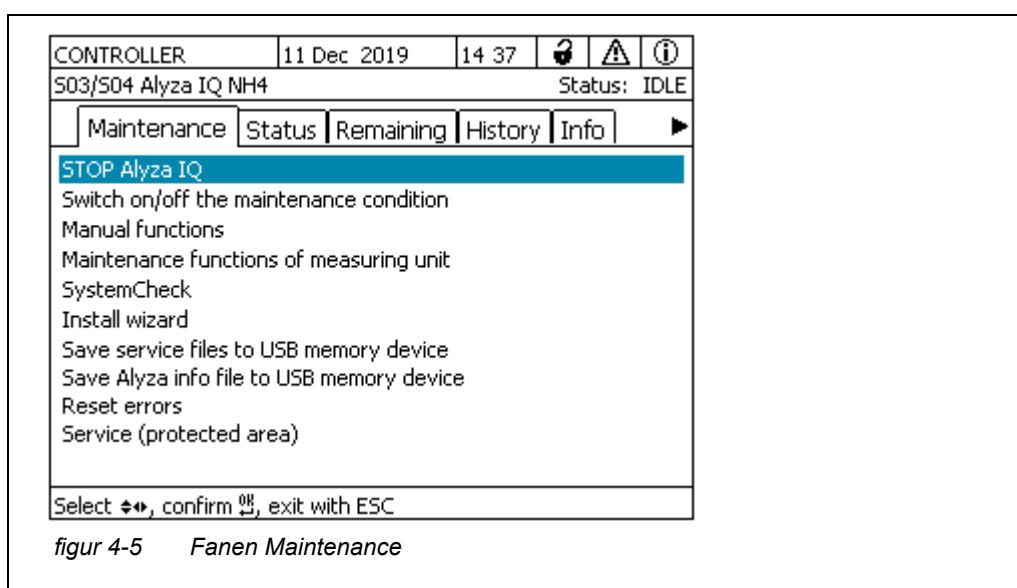 CONTROLLER 11 Dec 2019 14 37
S03/S04 Alyza IQ NH4 Status: IDLE
Maintenance Status Remaining History Info
STOP Alyza IQ
Switch on/off the maintenance condition
Manual functions
Maintenance functions of measuring unit
SystemCheck
Install wizard
Save service files to USB memory device
Save Alyza info file to USB memory device
Reset errors
Service (protected area)
Select , confirm OK, exit with ESC
figur 4-5 Fanen Maintenance